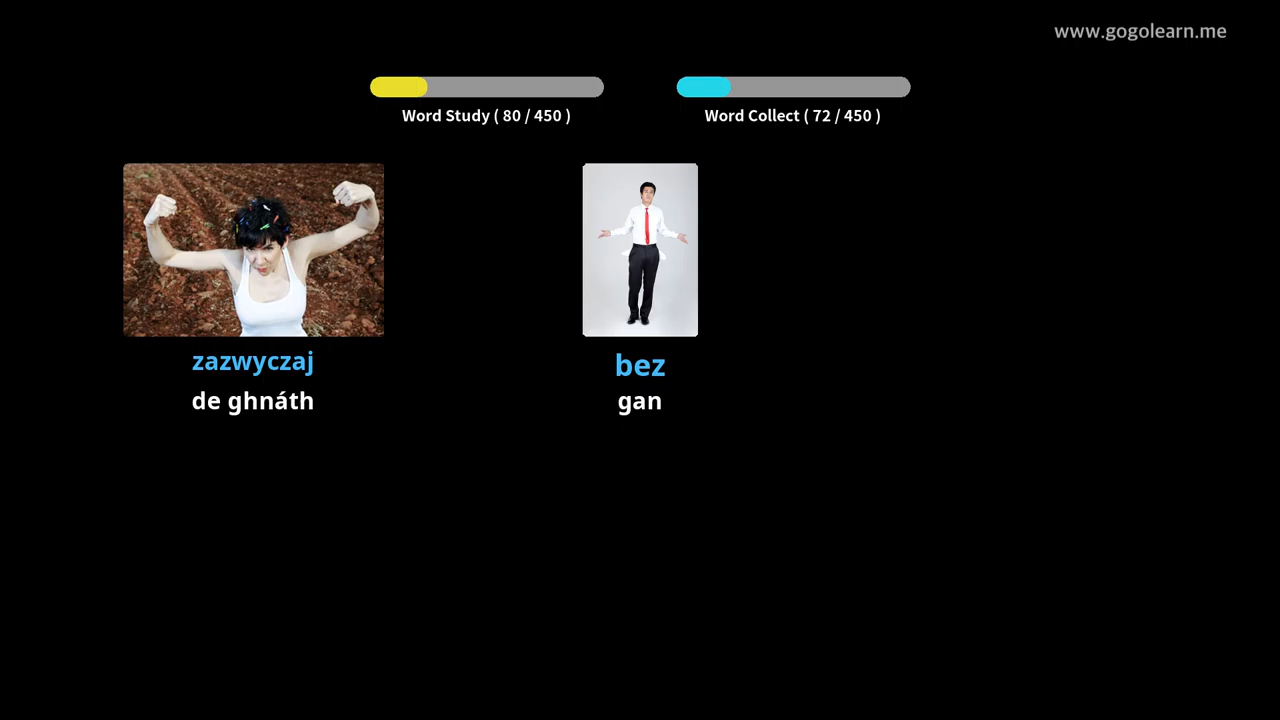 www.gogolearn.me
Word Study ( 80 / 450 )
Word Collect ( 72 / 450 )
zazwyczaj
de ghnáth
bez
gan